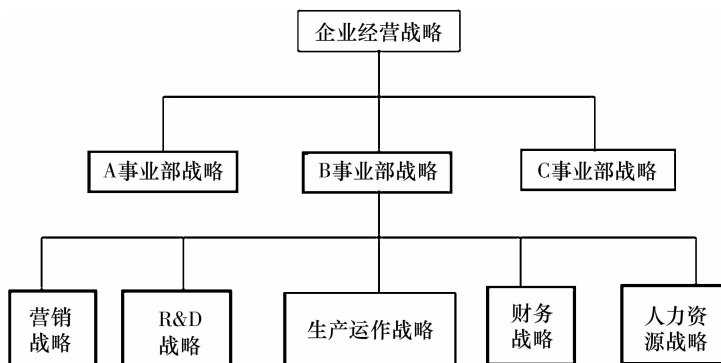 企业经营战略
A事业部战略
B事业部战略
C事业部战略
营销
战略
R&D
战略
生产运作战略
财务
战略
人力资
源战略